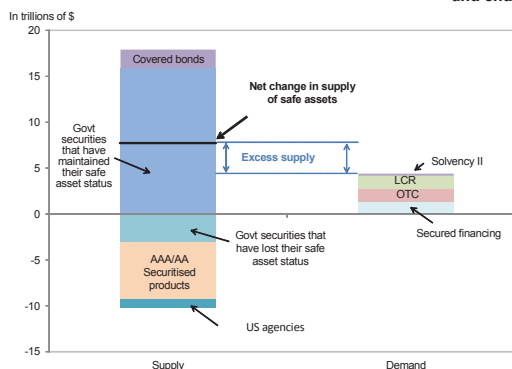 In trillions of $
20
15
10
5
0
-5
-10
-15
Covered bonds
Net change in supply
of safe assets
Govt
securities
that have
maintained
their safe
asset status
Excess supply
Solvency II
LCR
OTC
Secured financing
Govt securities that
have lost their safe
asset status
AAA/AA
Securitised
products
US agencies
Supply
Demand